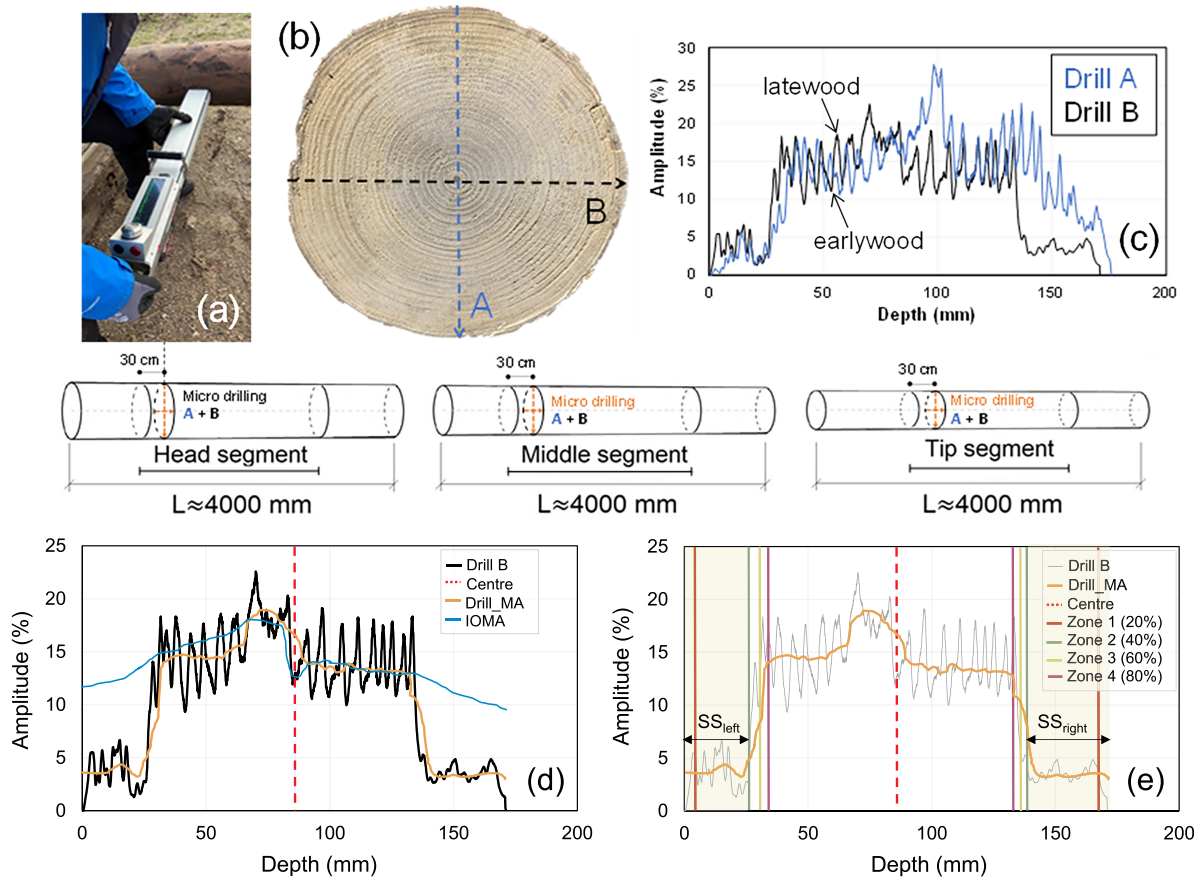 (a)
(b)
A
B
30
25
20
15
10
5
0
Amplitude (%)
latewood
earlywood
Drill A
Drill B
(c)
0
50
100
150
200
Depth (mm)
30 cm
Micro drilling
A + B
Head segment
L≈4000 mm
30 cm
Micro drilling
A + B
Middle segment
L≈4000 mm
30 cm
Micro drilling
A + B
Tip segment
L≈4000 mm
25
20
15
10
5
0
Amplitude (%)
Drill B
Centre
Drill_MA
IOMA
(d)
0
50
100
150
200
Depth (mm)
25
20
15
10
5
0
Amplitude (%)
Drill B
Drill_MA
Centre
Zone 1 (20%)
Zone 2 (40%)
Zone 3 (60%)
Zone 4 (80%)
SSleft
SSright
(e)
0
50
100
150
200
Depth (mm)